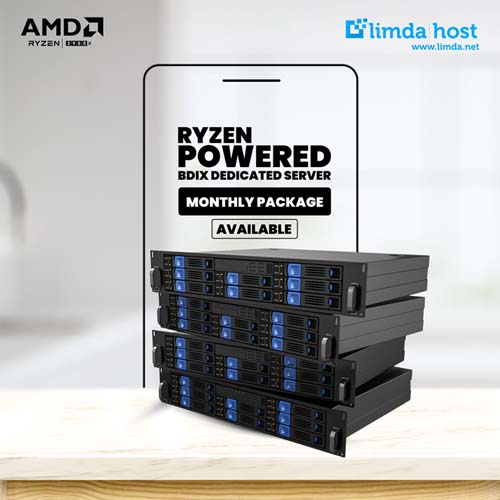 AMD
RYZEN
limda host
www.limda.net
RYZEN
POWERED
BDIX DEDICATED SERVER
MONTHLY PACKAGE
AVAILABLE